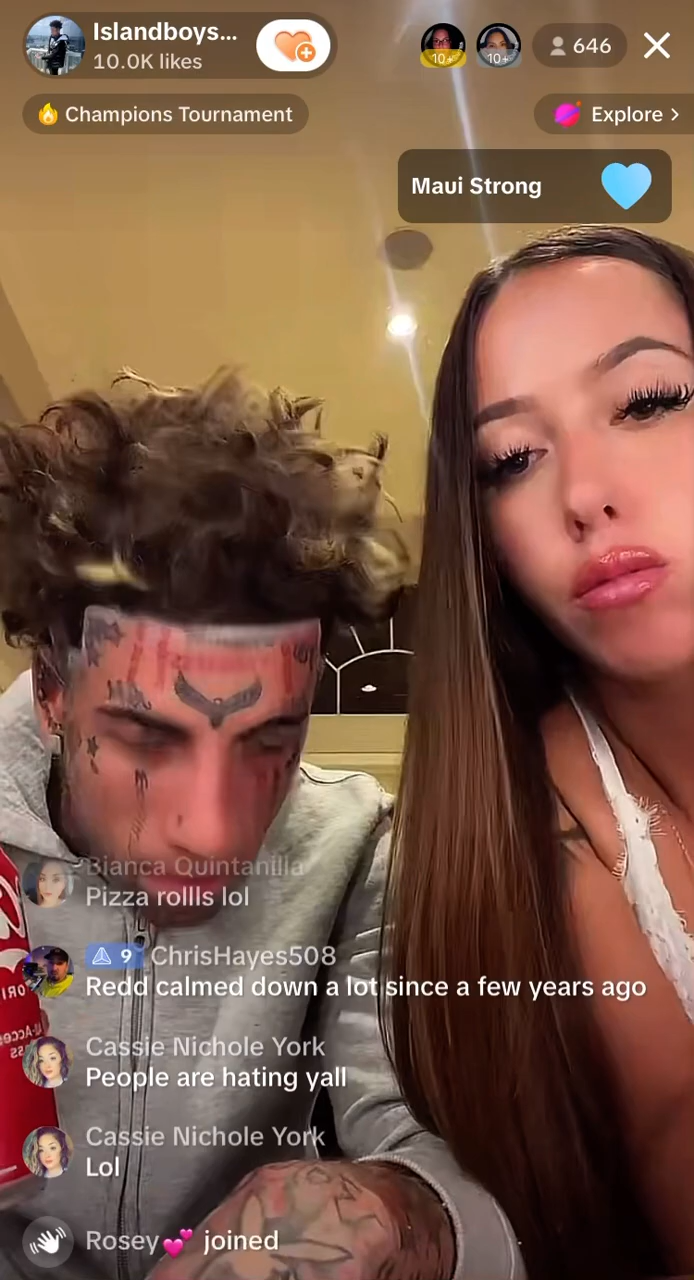 Islandboys...
10.0K likes
10+
10+
646
Champions Tournament
Explore >
Maui Strong
Bianca Quintanilla
Pizza rollls lol
9 ChrisHayes508
Redd calmed down a lot since a few years ago
Cassie Nichole York
People are hating yall
Cassie Nichole York
Lol
Rosey💕 joined